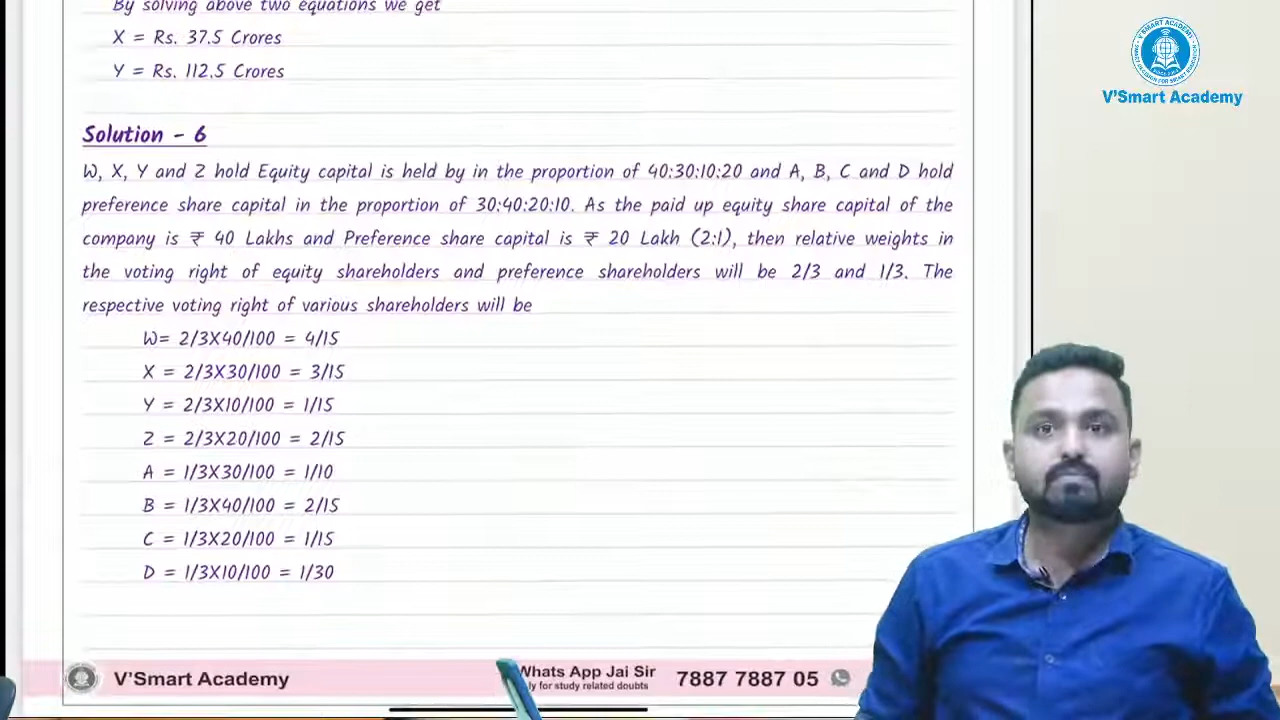 By solving above two equations we get
X = Rs. 37.5 Crores
Y = Rs. 112.5 Crores
V'SMART ACADEMY
V'Smart Academy
Solution - 6
W, X, Y and Z hold Equity capital is held by in the proportion of 40:30:10:20 and A, B, C and D hold
preference share capital in the proportion of 30:40:20:10. As the paid up equity share capital of the
company is ₹ 40 Lakhs and Preference share capital is ₹ 20 Lakh (2:1), then relative weights in
the voting right of equity shareholders and preference shareholders will be 2/3 and 1/3. The
respective voting right of various shareholders will be
W= 2/3X40/100 = 4/15
X = 2/3X30/100 = 3/15
Y = 2/3X10/100 = 1/15
Z = 2/3X20/100 = 2/15
A = 1/3X30/100 = 1/10
B = 1/3X40/100 = 2/15
C = 1/3X20/100 = 1/15
D = 1/3X10/100 = 1/30
V'Smart Academy
Whats App Jai Sir
for study related doubts
7887 7887 05